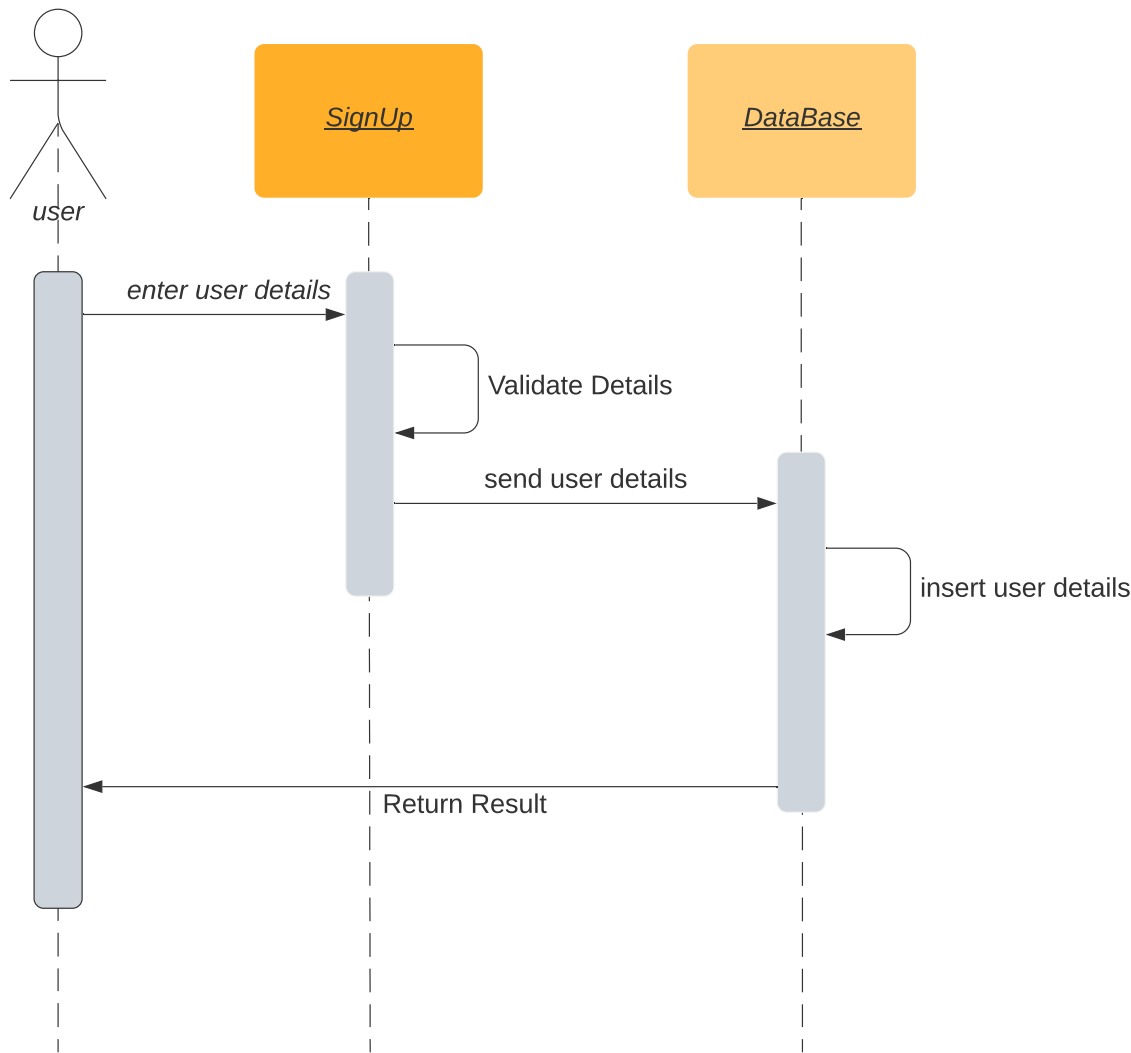 SignUp
DataBase
user
enter user details
Validate Details
send user details
insert user details
Return Result